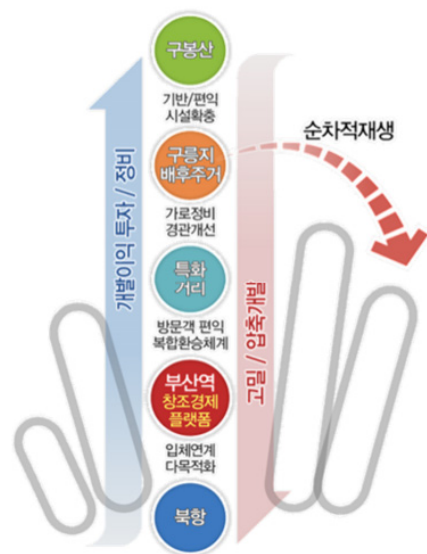 구봉산
기반/편익
시설확충
순차적재생
구릉지
배후주거
가로정비
경관개선
개발이익 투자 / 정비
특화
거리
고밀 / 압축개발
방문객 편익
복합환승체계
부산역
창조경제
플랫폼
입체연계
다목적화
북항